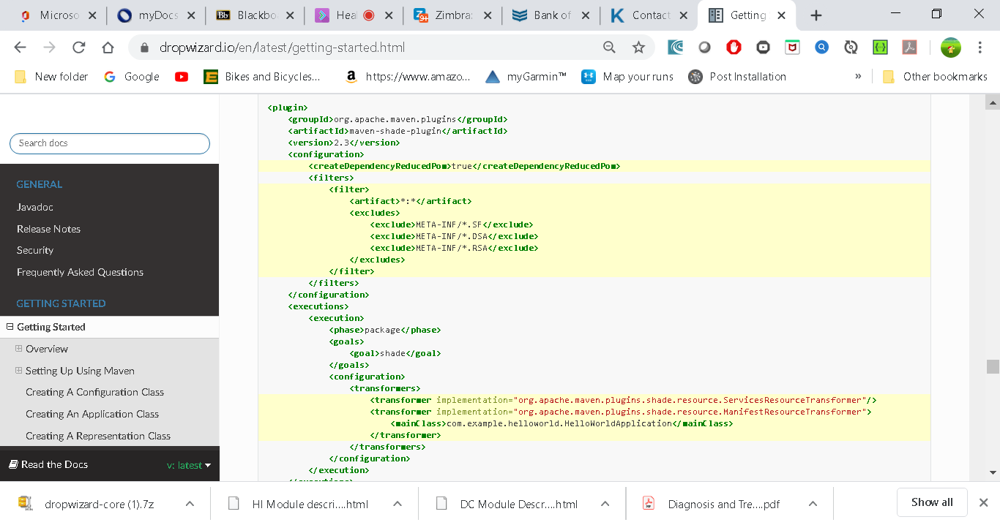 Microso
myDocs
Bb Blackbo
Heal
9+ Zimbra:
Bank of
Contact
Getting
dropwizard.io/en/latest/getting-started.html
New folder
Google
Bikes and Bicycles...
https://www.amazo...
myGarmin™
Map your runs
Post Installation
»
Other bookmarks
Search docs
GENERAL
Javadoc
Release Notes
Security
Frequently Asked Questions
GETTING STARTED
Getting Started
Overview
Setting Up Using Maven
Creating A Configuration Class
Creating An Application Class
Creating A Representation Class
Read the Docs
v: latest
<plugin>
<groupId>org.apache.maven.plugins</groupId>
<artifactId>maven-shade-plugin</artifactId>
<version>2.3</version>
<configuration>
<createDependencyReducedPom>true</createDependencyReducedPom>
<filters>
<filter>
<artifact>*:*</artifact>
<excludes>
<exclude>META-INF/*.SF</exclude>
<exclude>META-INF/*.DSA</exclude>
<exclude>META-INF/*.RSA</exclude>
</excludes>
</filter>
</filters>
</configuration>
<executions>
<execution>
<phase>package</phase>
<goals>
<goal>shade</goal>
</goals>
<configuration>
<transformers>
<transformer implementation="org.apache.maven.plugins.shade.resource.ServicesResourceTransformer"/>
<transformer implementation="org.apache.maven.plugins.shade.resource.ManifestResourceTransformer">
<mainClass>com.example.helloworld.HelloWorldApplication</mainClass>
</transformer>
</transformers>
</configuration>
</execution>
dropwizard-core (1).7z
HI Module descri....html
DC Module Descr....html
Diagnosis and Tre....pdf
Show all